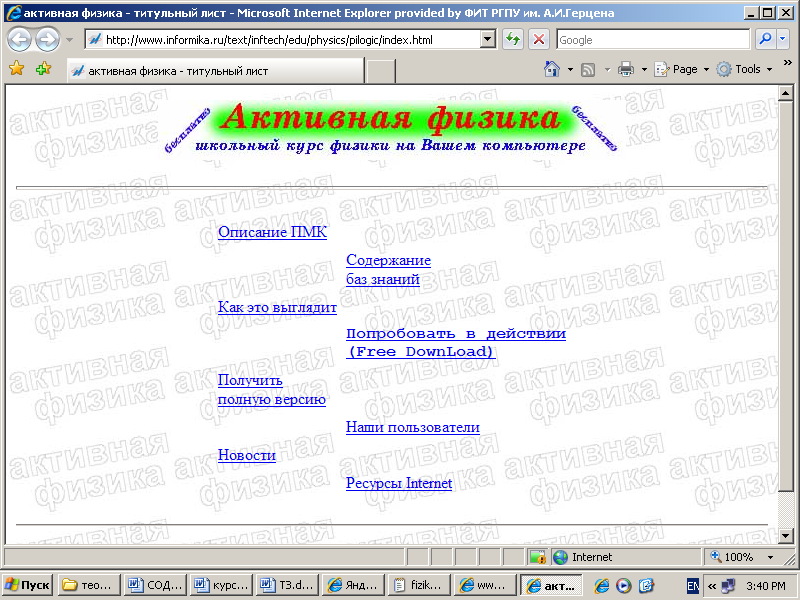 активная физика - титульный лист - Microsoft Internet Explorer provided by ФИТ РГПУ им. А.И.Герцена
http://www.informika.ru/text/inftech/edu/physics/pilogic/index.html
Google
активная физика - титульный лист
Page
Tools
бесплатно
Активная физика
бесплатно
школьный курс физики на Вашем компьютере
Описание ПМК
Содержание
баз знаний
Как это выглядит
Попробовать в действии
(Free DownLoad)
Получить
полную версию
Наши пользователи
Новости
Ресурсы Internet
активная
физика
Internet
100%
Пуск
тео...
СОД...
курс...
ТЗ.d...
Янд...
fizik...
ww...
акт...
EN
3:40 PM